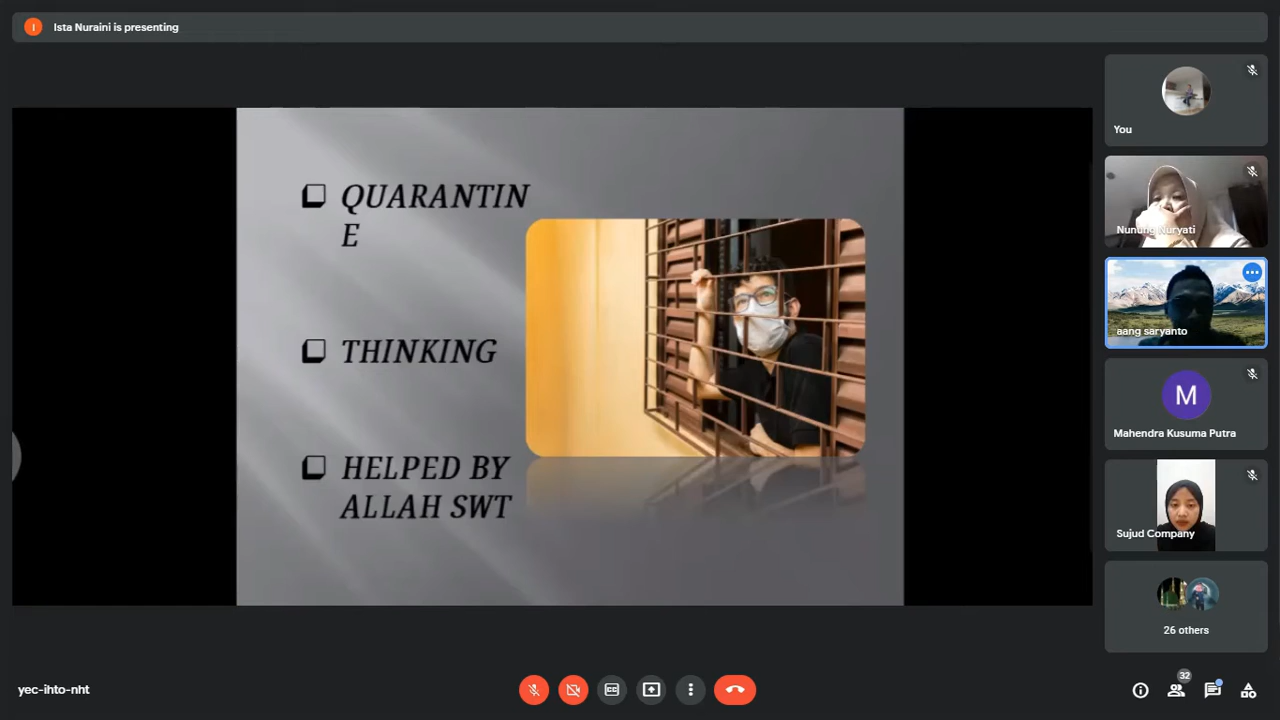 I
Ista Nuraini is presenting
QUARANTIN
E
THINKING
HELPED BY
ALLAH SWT
You
Nunung Nuryati
aang saryanto
M
Mahendra Kusuma Putra
Sujud Company
26 others
yec-ihto-nht
CC
32